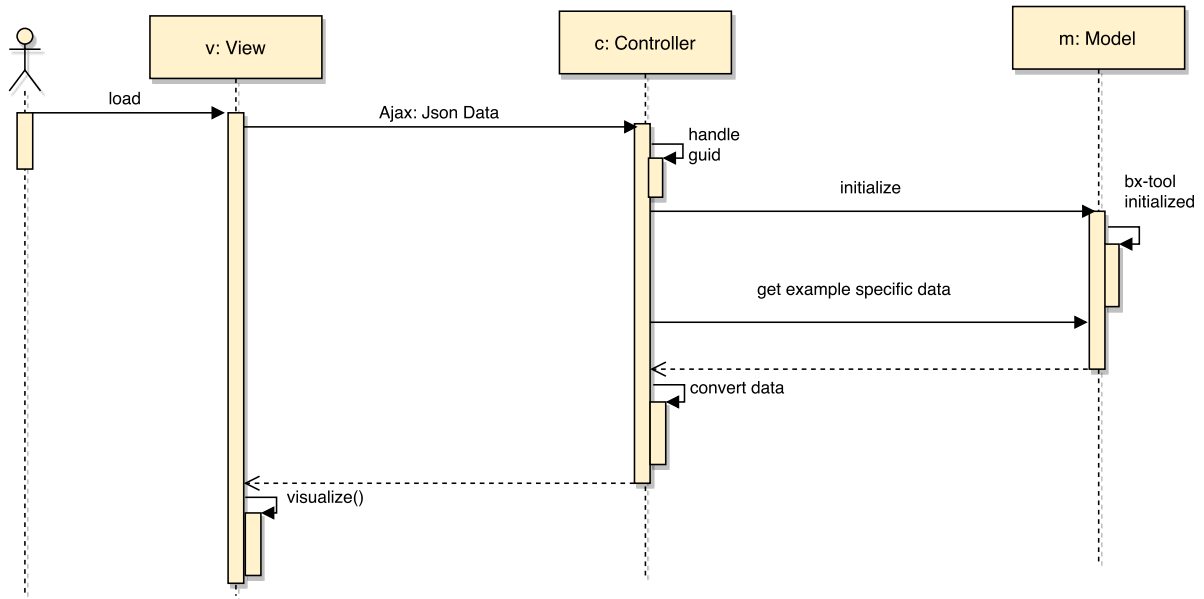 v: View
c: Controller
m: Model
load
Ajax: Json Data
handle
guid
initialize
bx-tool
initialized
get example specific data
convert data
visualize()